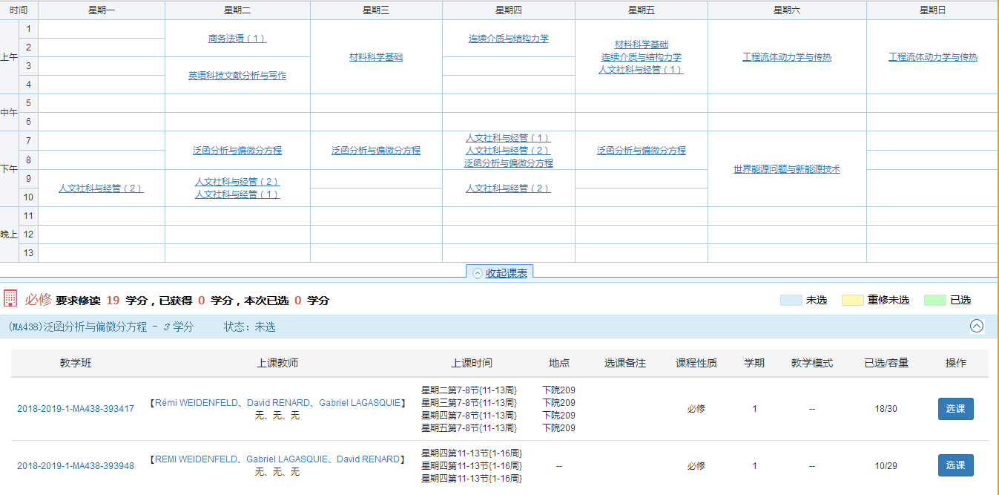 时间 星期一 星期二 星期三 星期四 星期五 星期六 星期日
上午
1
2
3
4
商务法语（1）
英语科技文献分析与写作
材料科学基础
连续介质与结构力学
材料科学基础
连续介质与结构力学
人文社科与经管（1）
工程流体动力学与传热
工程流体动力学与传热
中午
5
6
下午
7
8
9
10
人文社科与经管（2）
泛函分析与偏微分方程
人文社科与经管（2）
人文社科与经管（1）
泛函分析与偏微分方程
人文社科与经管（1）
人文社科与经管（2）
泛函分析与偏微分方程
人文社科与经管（2）
泛函分析与偏微分方程
世界能源问题与新能源技术
晚上
11
12
13
收起课表
必修 要求修读 19 学分，已获得 0 学分，本次已选 0 学分 未选 重修未选 已选
(MA438)泛函分析与偏微分方程 - 3 学分 状态：未选
教学班 上课教师 上课时间 地点 选课备注 课程性质 学期 教学模式 已选/容量 操作
2018-2019-1-MA438-393417
【Rémi WEIDENFELD、David RENARD、Gabriel LAGASQUIE】
无、无、无
星期二第7-8节{11-13周}
星期三第7-8节{11-13周}
星期四第7-8节{11-13周}
星期五第7-8节{11-13周}
下院209
下院209
下院209
下院209
必修 1 -- 18/30 选课
2018-2019-1-MA438-393948
【REMI WEIDENFELD、Gabriel LAGASQUIE、David RENARD】
无、无、无
星期四第11-13节{1-16周}
星期四第11-13节{1-16周}
星期四第11-13节{1-16周}
-- 必修 1 -- 10/29 选课